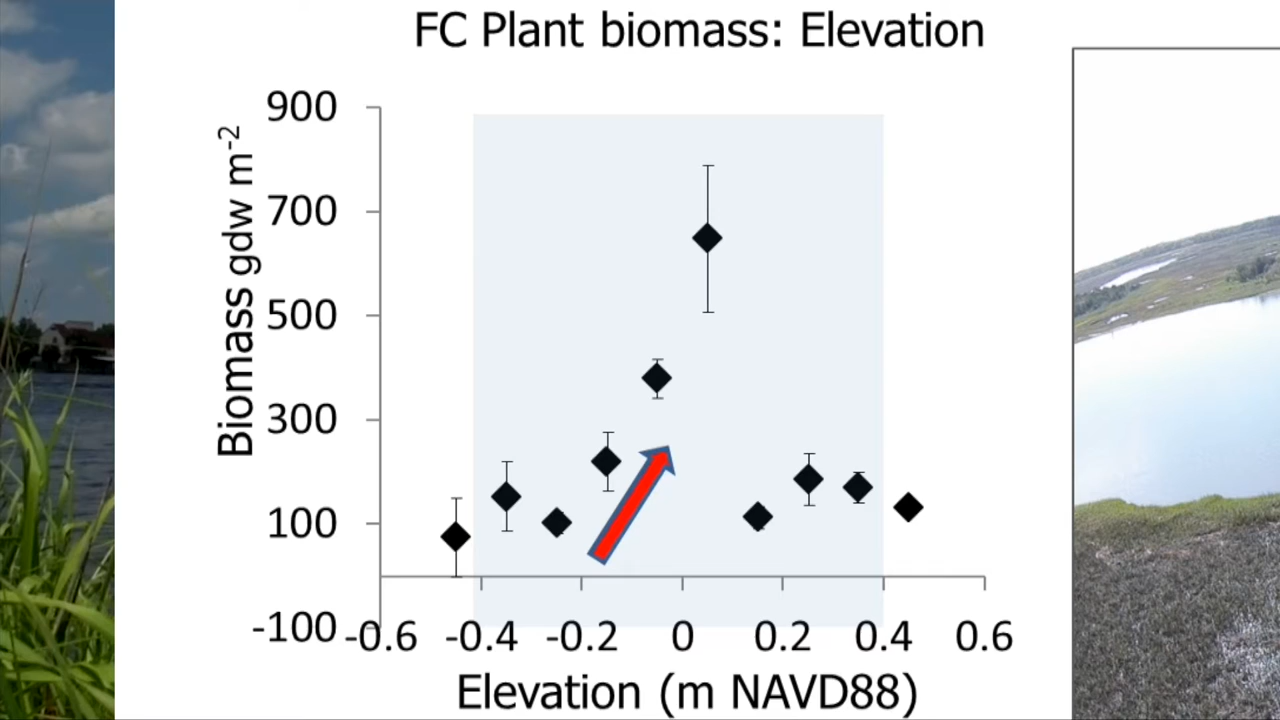 FC Plant biomass: Elevation
900
700
500
300
100
-100
Biomass gdw m-2
-0.6 -0.4 -0.2 0 0.2 0.4 0.6
Elevation (m NAVD88)